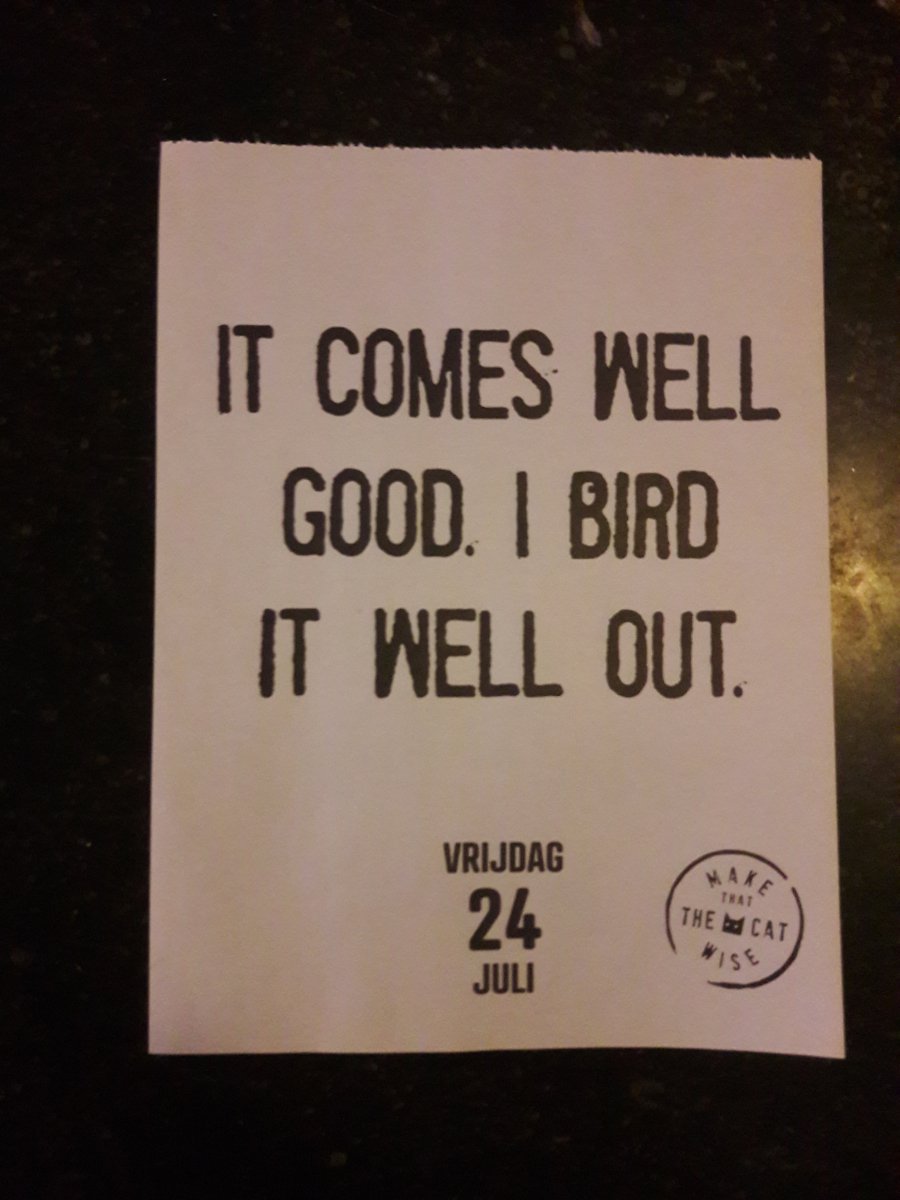 IT COMES WELL
GOOD. I BIRD
IT WELL OUT.
VRIJDAG
24
JULI
MAKE
THAT
THE CAT
WISE